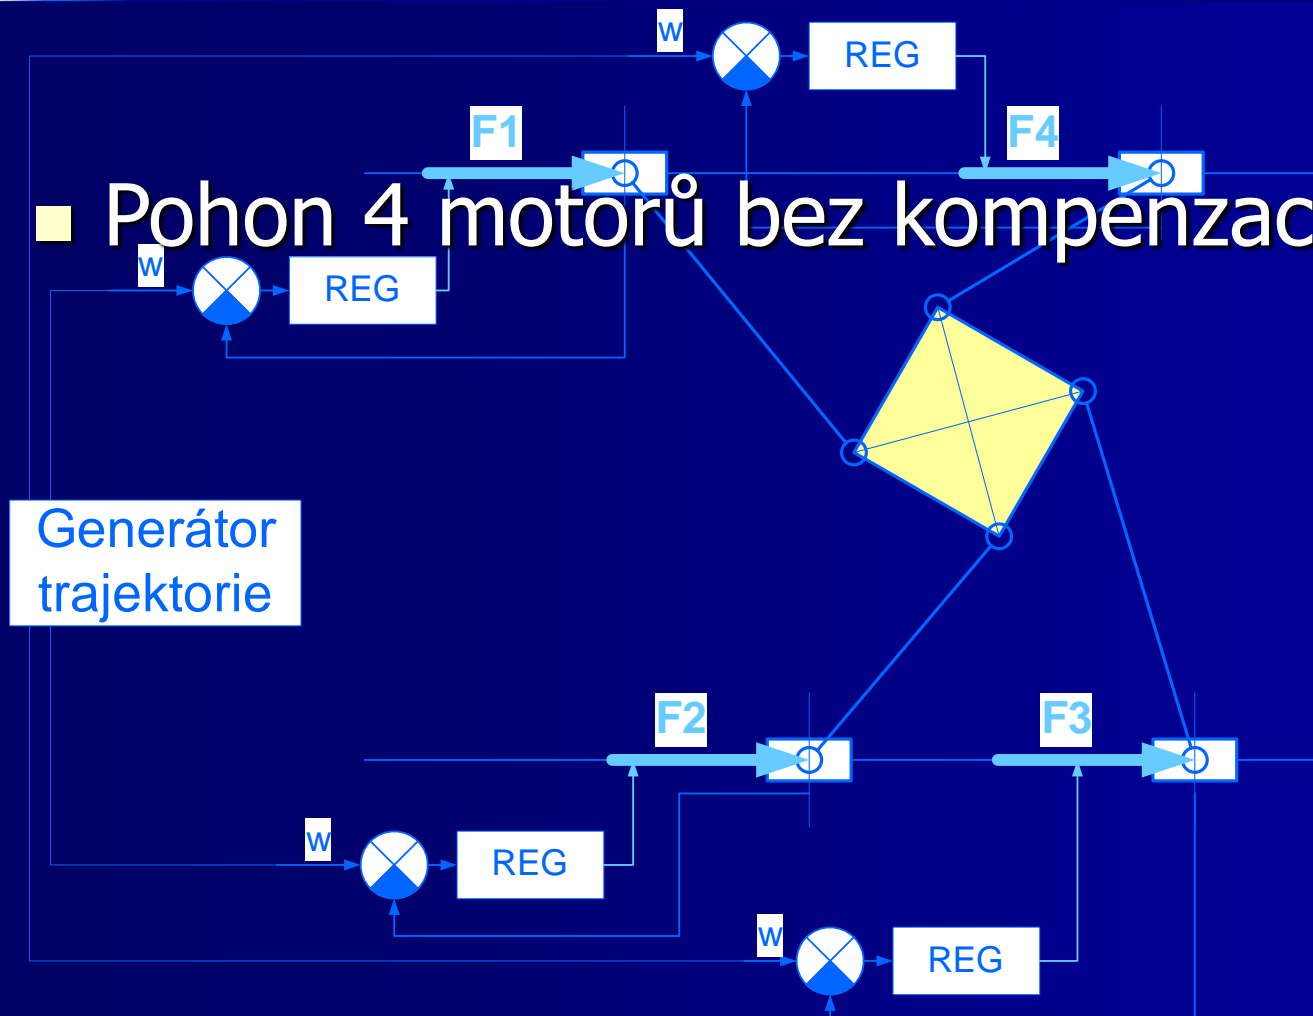 w
REG
F1
F4
Pohon 4 motorů bez kompenzac
w
REG
Generátor
trajektorie
F2
F3
w
REG
w
REG